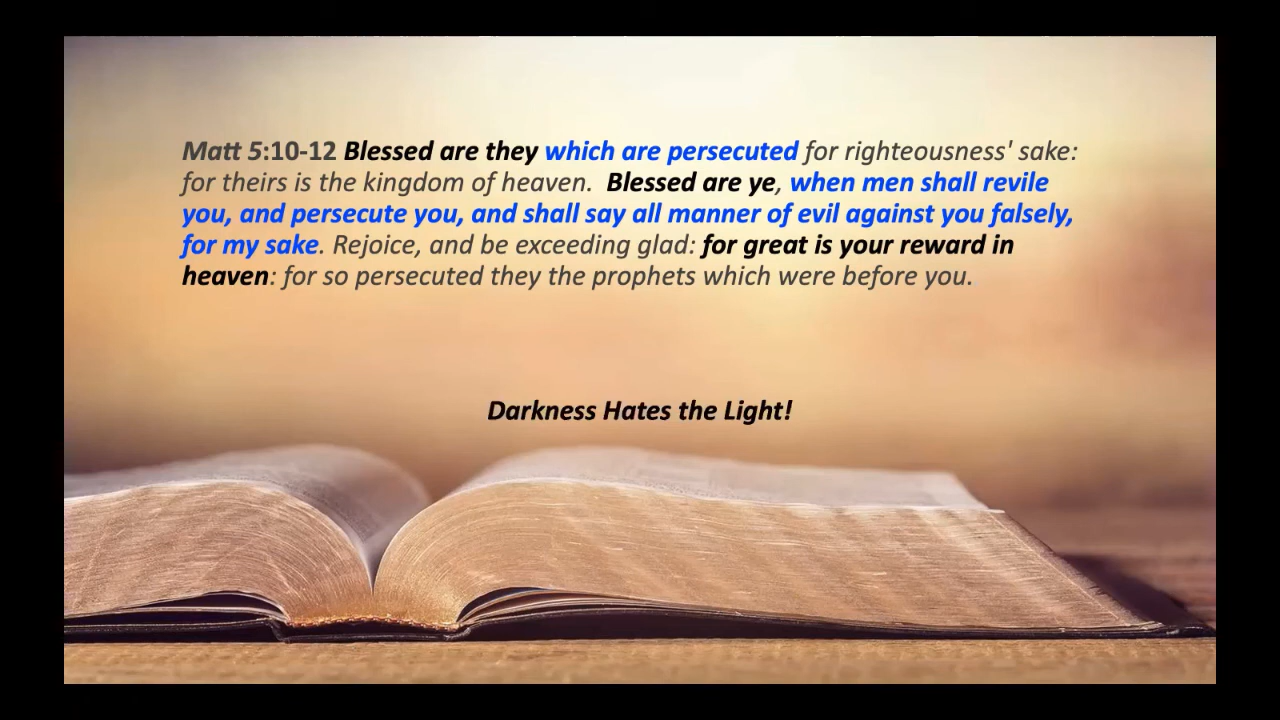 Matt 5:10-12 Blessed are they which are persecuted for righteousness' sake:
for theirs is the kingdom of heaven.  Blessed are ye, when men shall revile
you, and persecute you, and shall say all manner of evil against you falsely,
for my sake. Rejoice, and be exceeding glad: for great is your reward in
heaven: for so persecuted they the prophets which were before you.
Darkness Hates the Light!